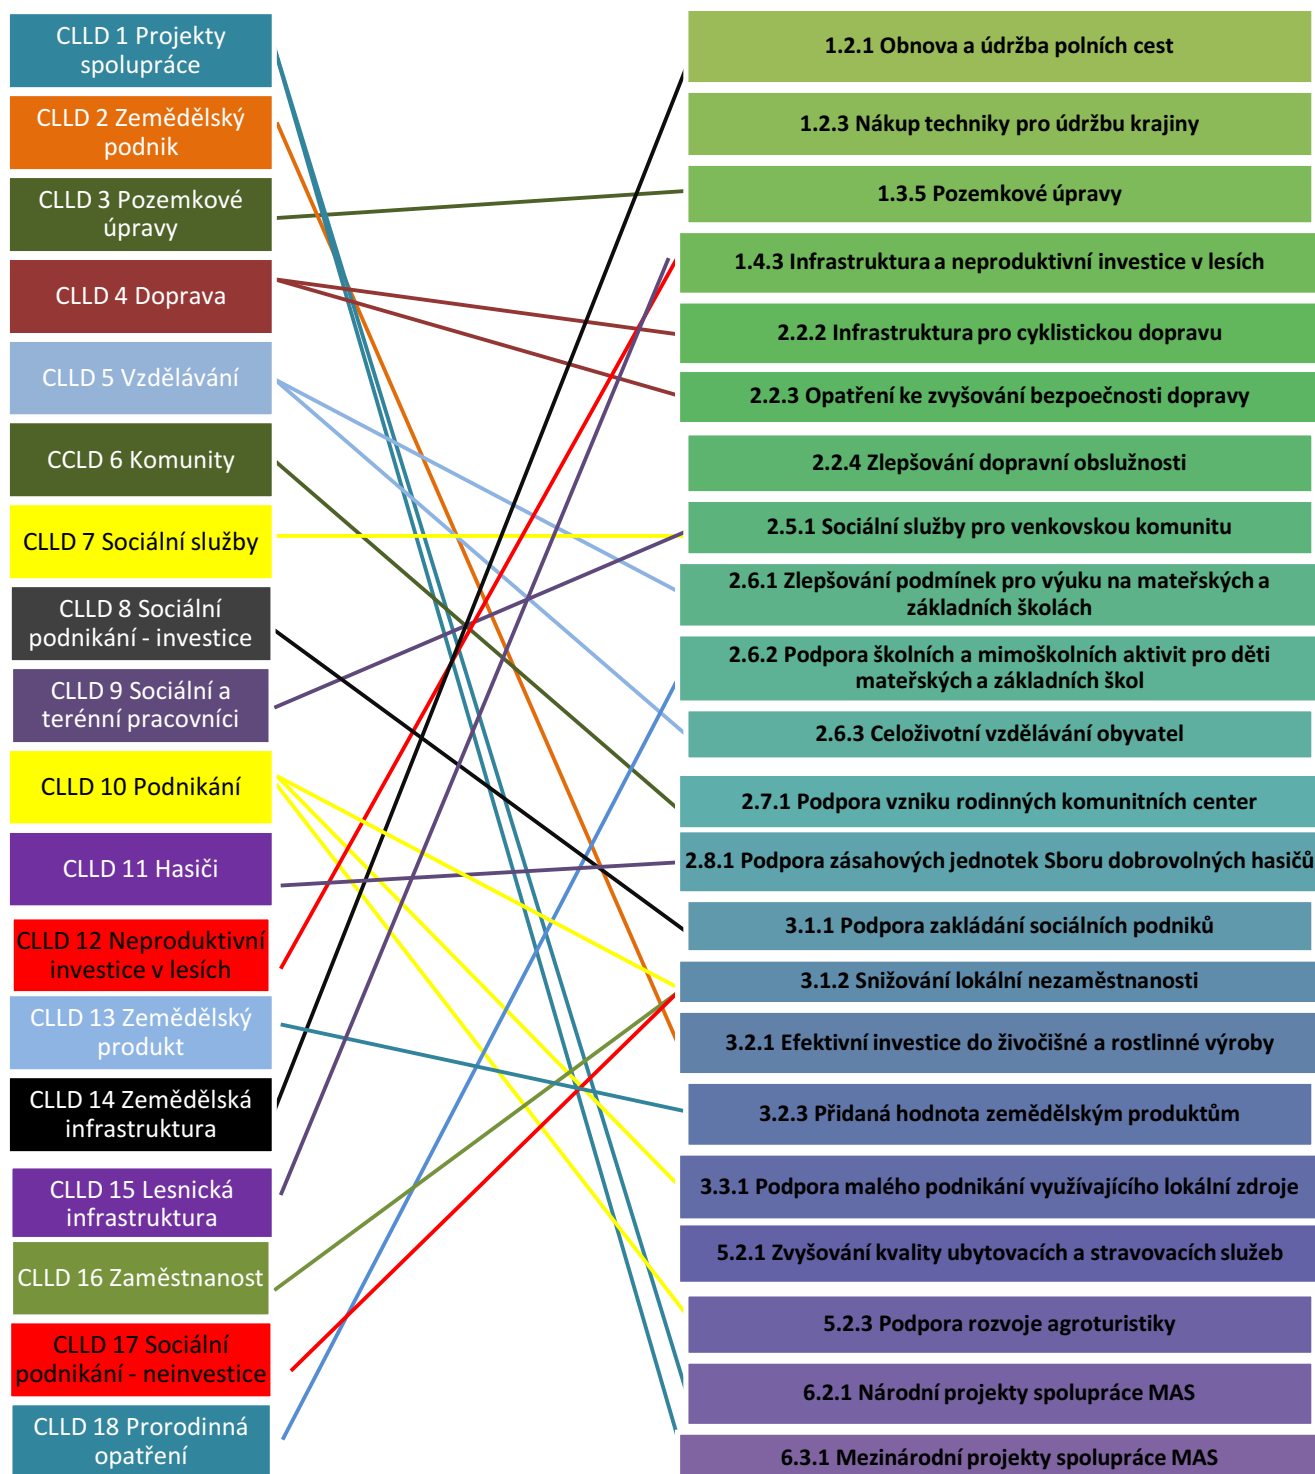 CLLD 1 Projekty
spolupráce
CLLD 2 Zemědělský
podnik
CLLD 3 Pozemkové
úpravy
CLLD 4 Doprava
CLLD 5 Vzdělávání
CCLD 6 Komunity
CLLD 7 Sociální služby
CLLD 8 Sociální
podnikání - investice
CLLD 9 Sociální a
terénní pracovníci
CLLD 10 Podnikání
CLLD 11 Hasiči
CLLD 12 Neproduktivní
investice v lesích
CLLD 13 Zemědělský
produkt
CLLD 14 Zemědělská
infrastruktura
CLLD 15 Lesnická
infrastruktura
CLLD 16 Zaměstnanost
CLLD 17 Sociální
podnikání - neinvestice
CLLD 18 Prorodinná
opatření
1.2.1 Obnova a údržba polních cest
1.2.3 Nákup techniky pro údržbu krajiny
1.3.5 Pozemkové úpravy
1.4.3 Infrastruktura a neproduktivní investice v lesích
2.2.2 Infrastruktura pro cyklistickou dopravu
2.2.3 Opatření ke zvyšování bezpoečnosti dopravy
2.2.4 Zlepšování dopravní obslužnosti
2.5.1 Sociální služby pro venkovskou komunitu
2.6.1 Zlepšování podmínek pro výuku na mateřských a
základních školách
2.6.2 Podpora školních a mimoškolních aktivit pro děti
mateřských a základních škol
2.6.3 Celoživotní vzdělávání obyvatel
2.7.1 Podpora vzniku rodinných komunitních center
2.8.1 Podpora zásahových jednotek Sboru dobrovolných hasičů
3.1.1 Podpora zakládání sociálních podniků
3.1.2 Snižování lokální nezaměstnanosti
3.2.1 Efektivní investice do živočišné a rostlinné výroby
3.2.3 Přidaná hodnota zemědělským produktům
3.3.1 Podpora malého podnikání využívajícího lokální zdroje
5.2.1 Zvyšování kvality ubytovacích a stravovacích služeb
5.2.3 Podpora rozvoje agroturistiky
6.2.1 Národní projekty spolupráce MAS
6.3.1 Mezinárodní projekty spolupráce MAS